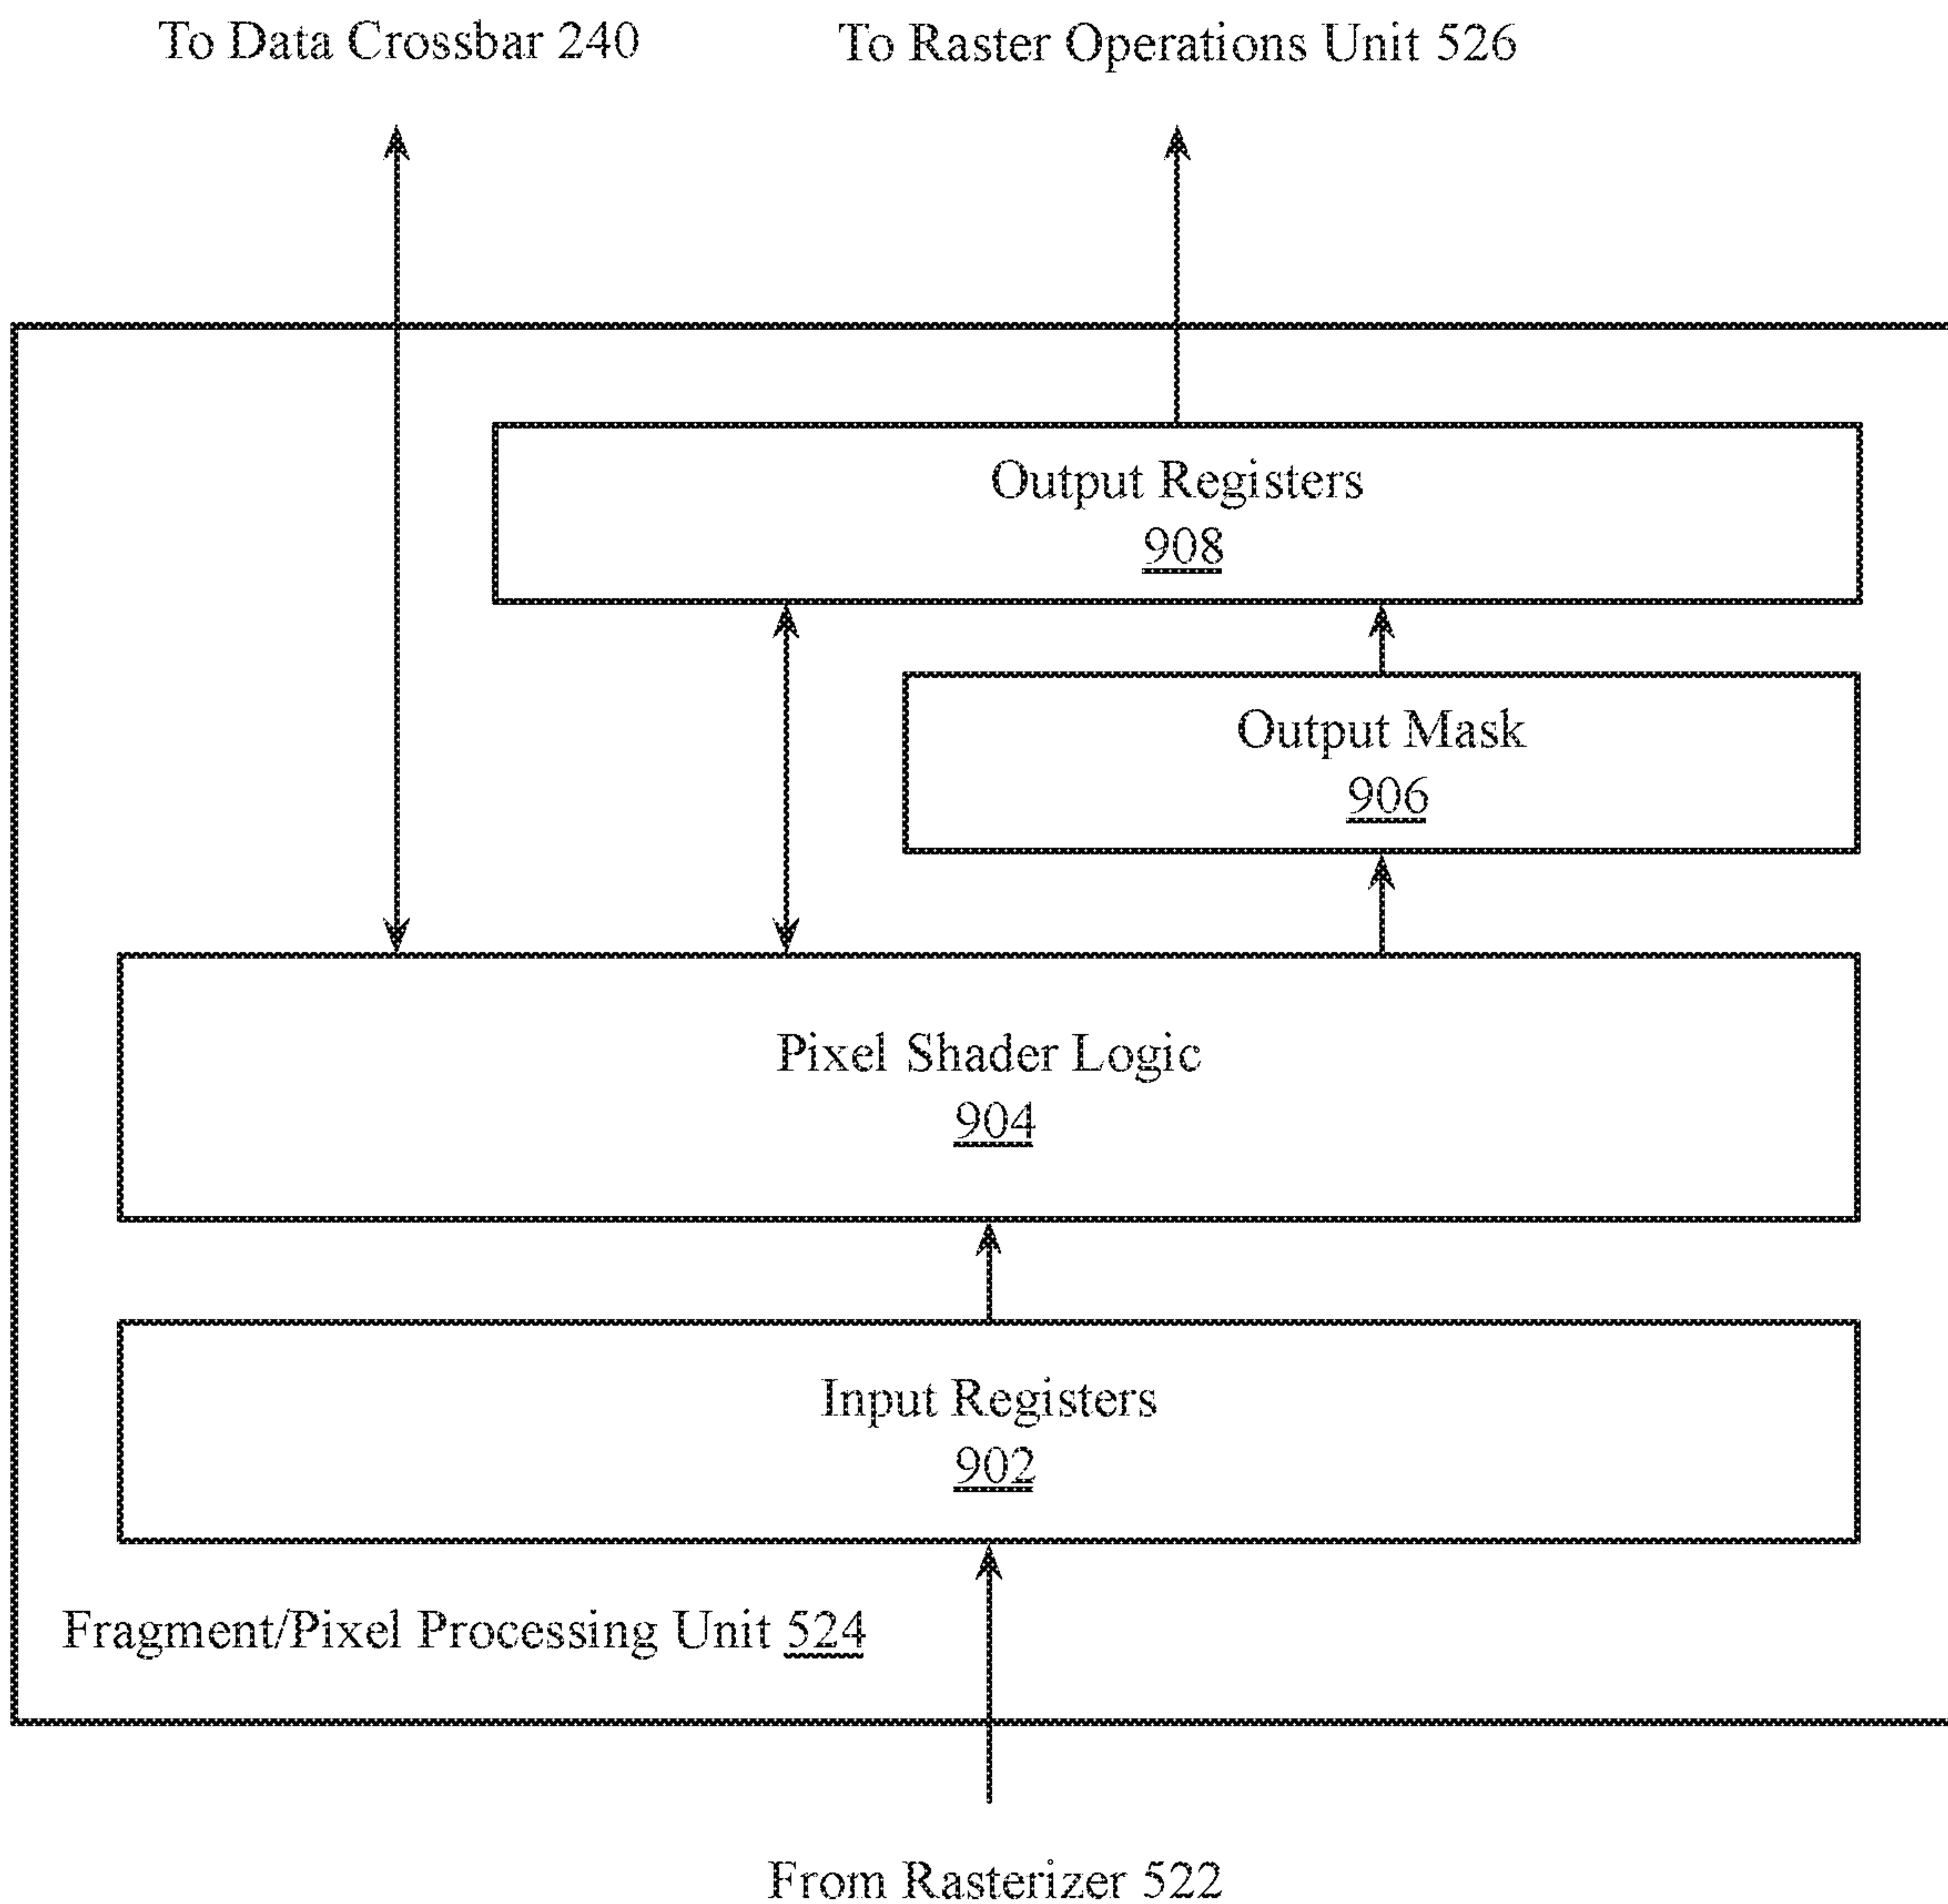 To Data Crossbar 240
To Raster Operations Unit 526
Output Registers
908
Output Mask
906
Pixel Shader Logic
904
Input Registers
902
Fragment/Pixel Processing Unit 524
From Rasterizer 522